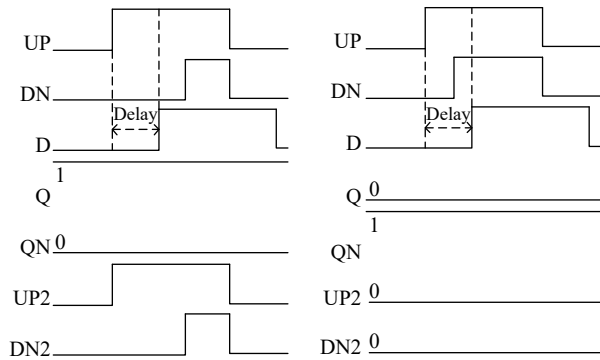 UP
DN
Delay
D
1
Q
QN 0
UP2
DN2
UP
DN
Delay
D
Q 0
1
QN
UP2 0
DN2 0